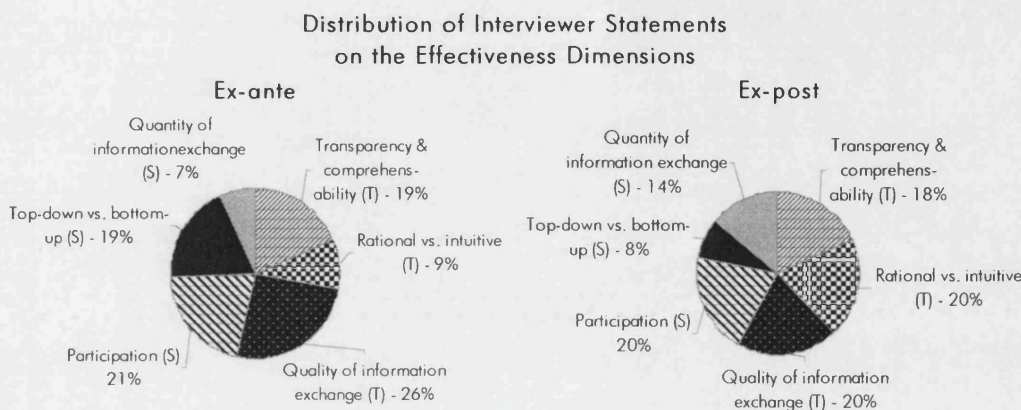 Distribution of Interviewer Statements
on the Effectiveness Dimensions
Ex-ante
Quantity of
informationexchange
(S) - 7%
Transparency &
comprehens-
ability (T) - 19%
Top-down vs. bottom-
up (S) - 19%
Rational vs. intuitive
(T) - 9%
Participation (S)
21%
Quality of information
exchange (T) - 26%
Ex-post
Quantity of
information exchange
(S) - 14%
Transparency &
comprehens-
ability (T) - 18%
Top-down vs. bottom-
up (S) - 8%
Rational vs. intuitive
(T) - 20%
Participation (S)
20%
Quality of information
exchange (T) - 20%